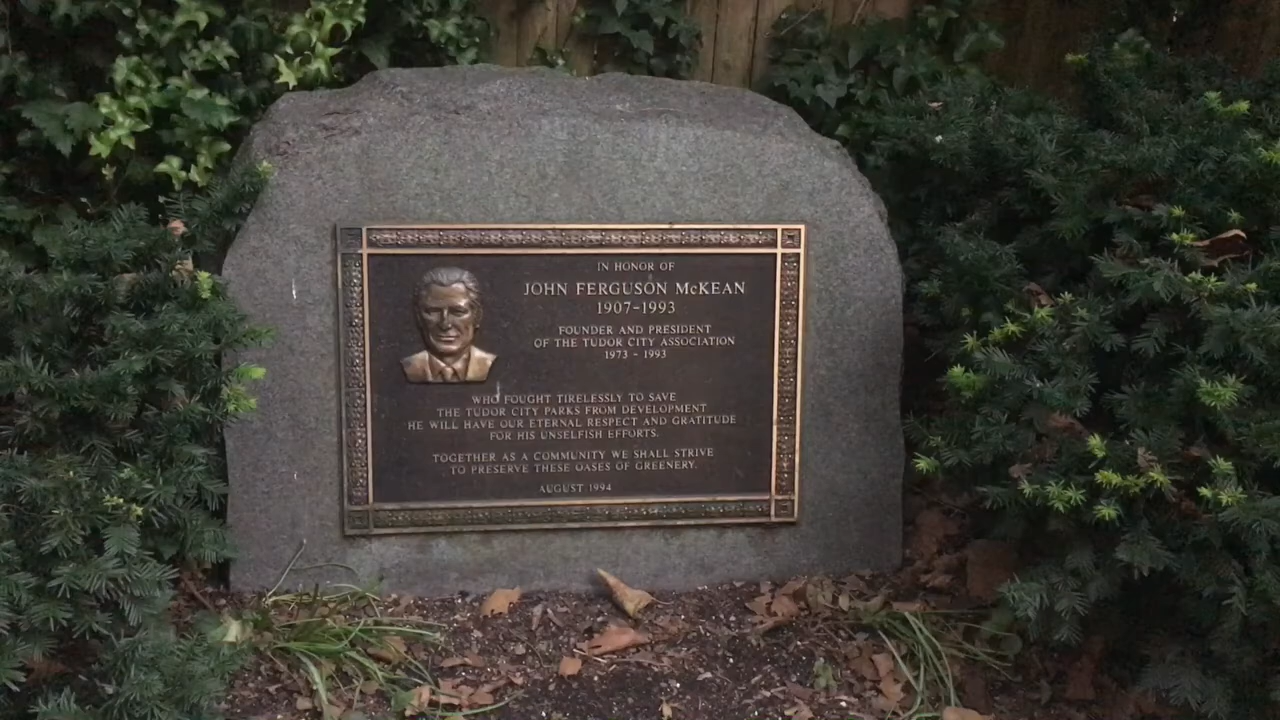 IN HONOR OF
JOHN FERGUSON McKEAN
1907-1993
FOUNDER AND PRESIDENT
OF THE TUDOR CITY ASSOCIATION
1973 - 1993
WHO FOUGHT TIRELESSLY TO SAVE
THE TUDOR CITY PARKS FROM DEVELOPMENT
HE WILL HAVE OUR ETERNAL RESPECT AND GRATITUDE
FOR HIS UNSELFISH EFFORTS.
TOGETHER AS A COMMUNITY WE SHALL STRIVE
TO PRESERVE THESE OASES OF GREENERY.
AUGUST 1994